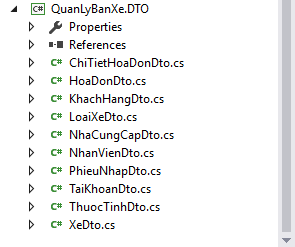 QuanLyBanXe.DTO
Properties
References
ChiTietHoaDonDto.cs
HoaDonDto.cs
KhachHangDto.cs
LoaiXeDto.cs
NhaCungCapDto.cs
NhanVienDto.cs
PhieuNhapDto.cs
TaiKhoanDto.cs
ThuocTinhDto.cs
XeDto.cs